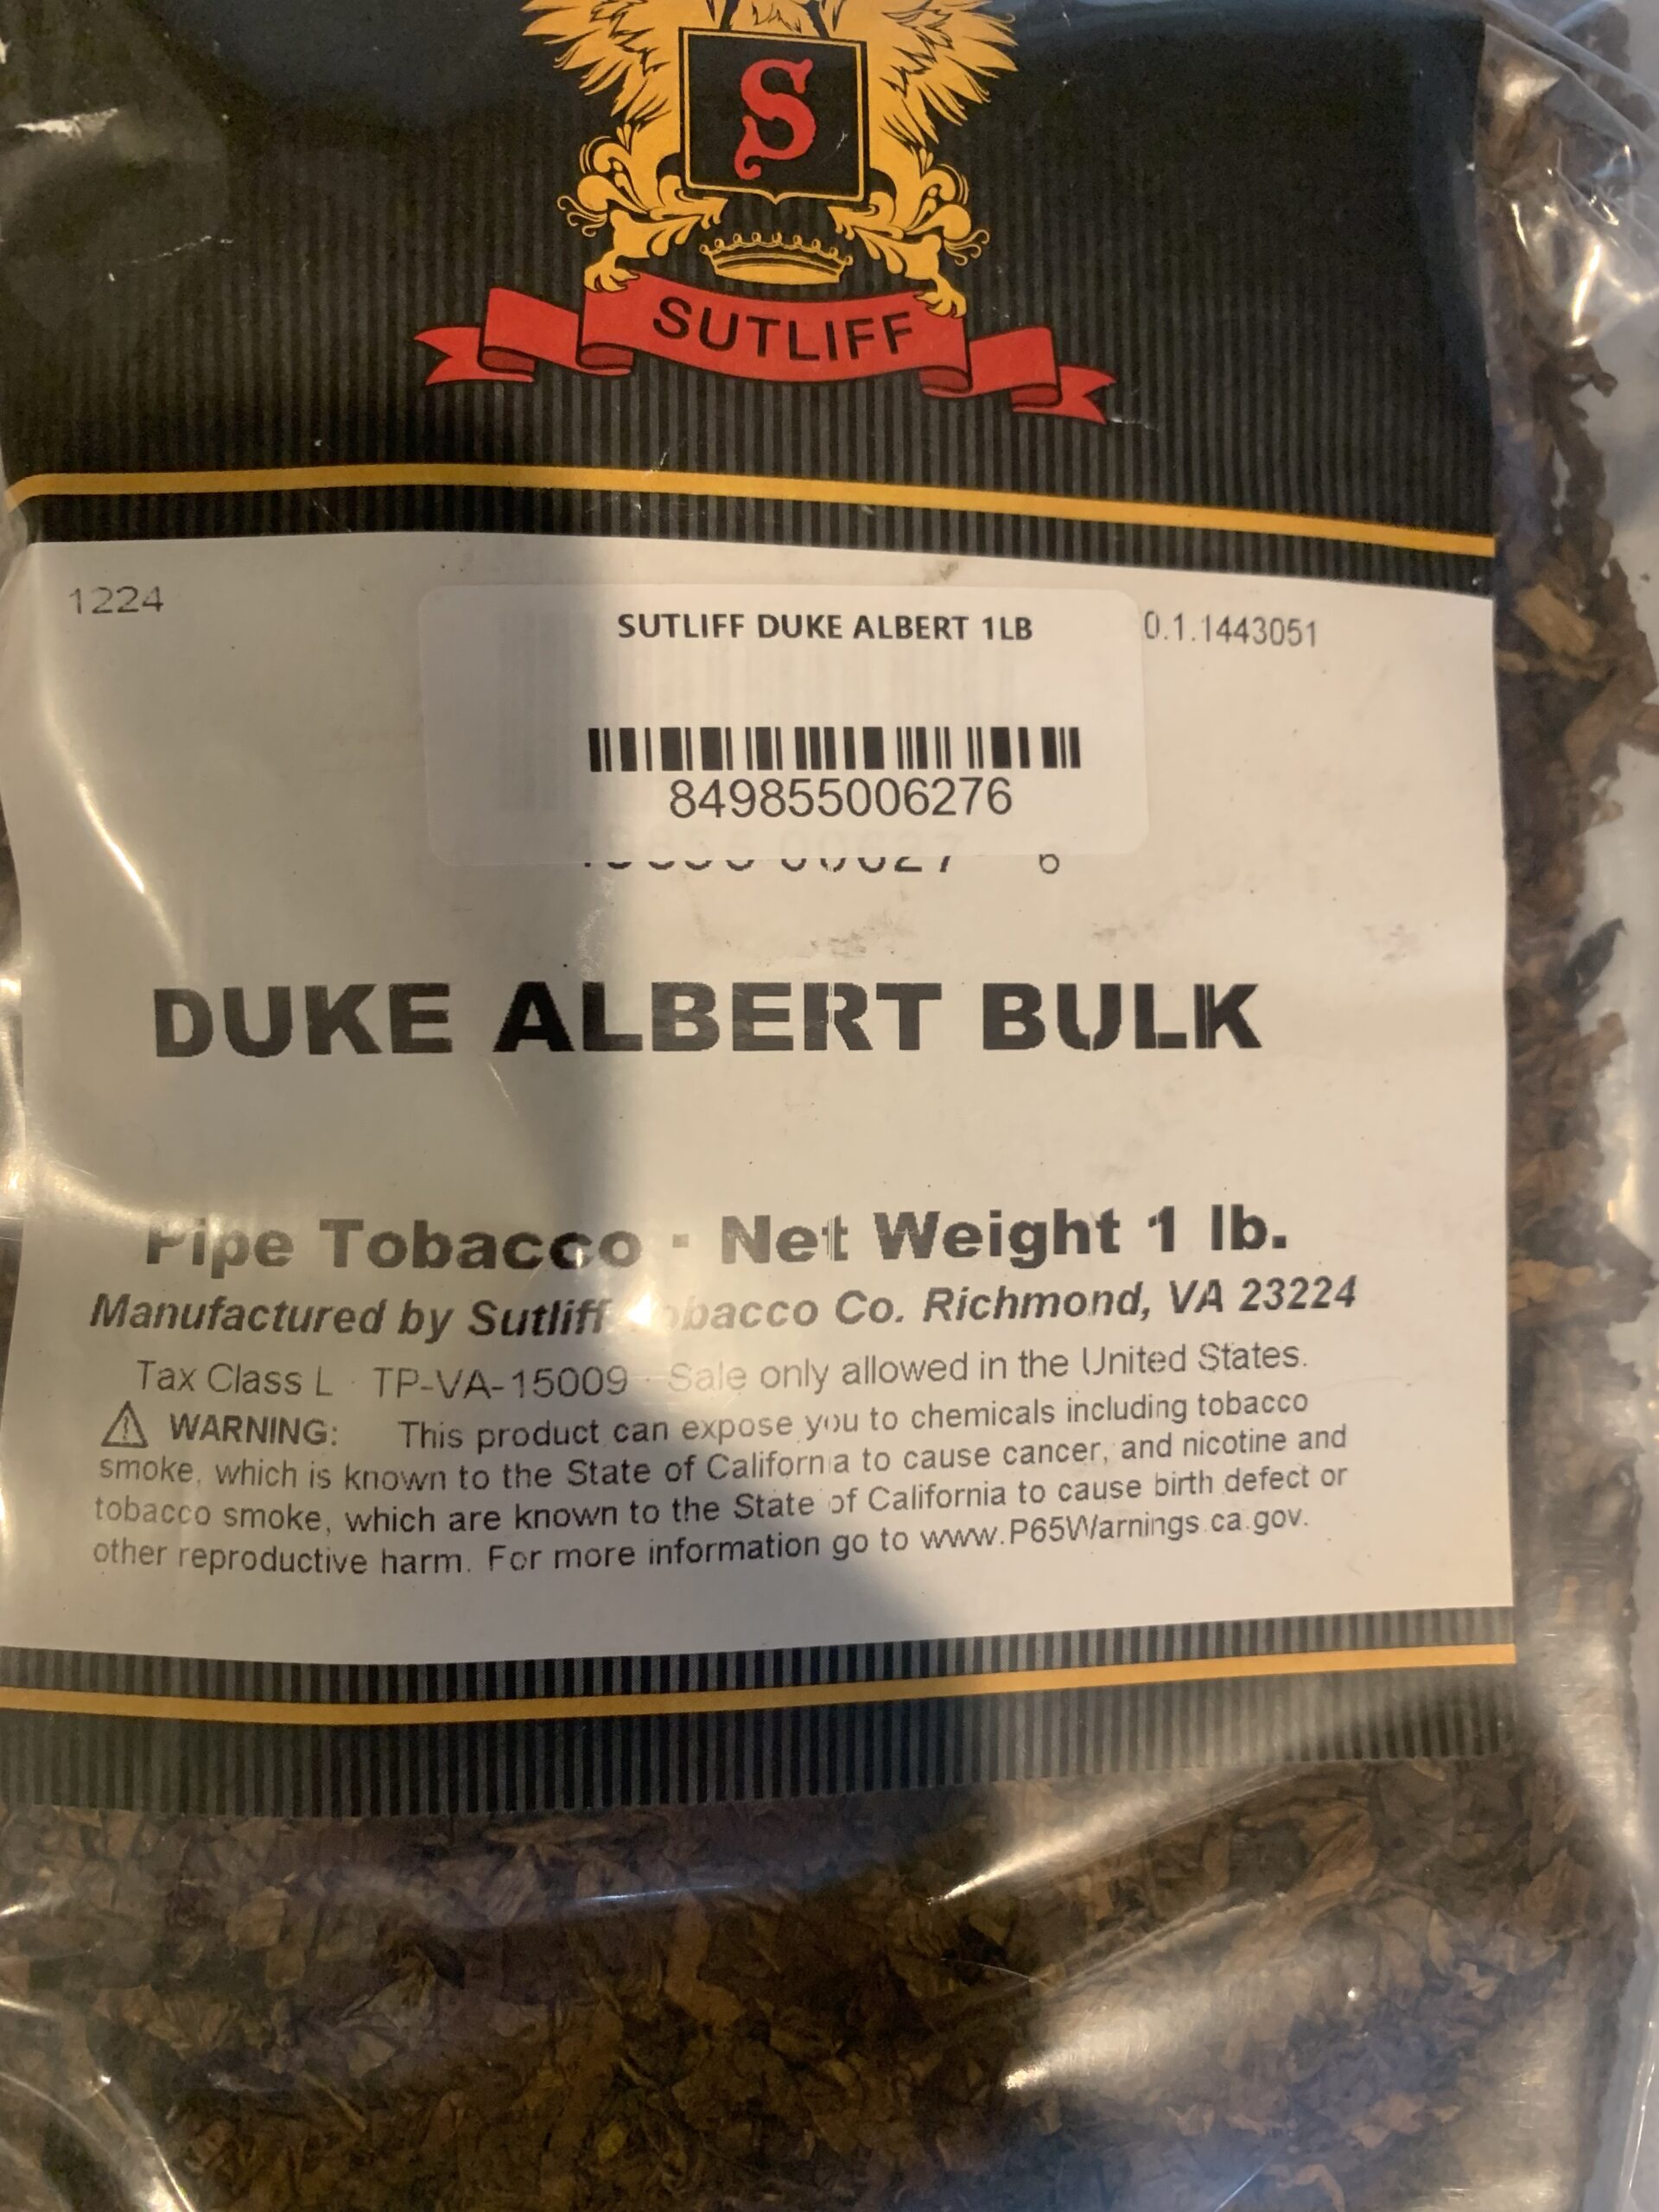 S
SUTLIFF
1224
SUTLIFF DUKE ALBERT 1LB
0.1.1443051
849855006276
6
DUKE ALBERT BULK
Pipe Tobacco · Net Weight 1 lb.
Manufactured by Sutliff Tobacco Co. Richmond, VA 23224
Tax Class L · TP-VA-15009 · Sale only allowed in the United States.
WARNING: This product can expose you to chemicals including tobacco
smoke, which is known to the State of California to cause cancer, and nicotine and
tobacco smoke, which are known to the State of California to cause birth defect or
other reproductive harm. For more information go to www.P65Warnings.ca.gov.